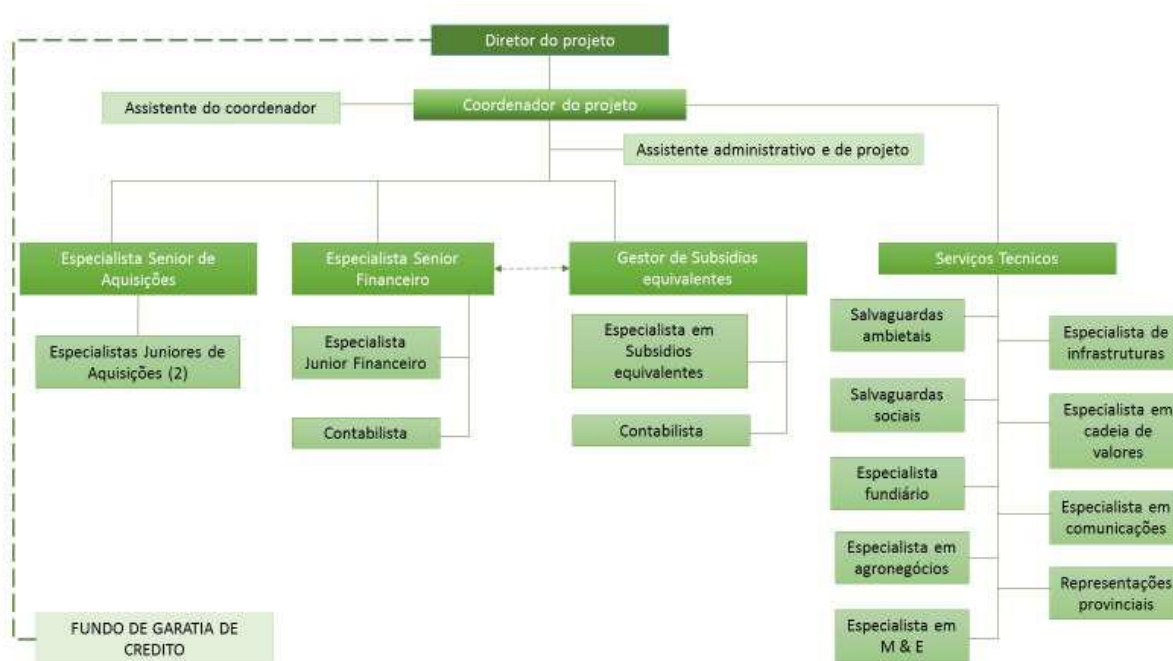 Diretor do projeto
Assistente do coordenador
Coordenador do projeto
Assistente administrativo e de projeto
Especialista Senior de
Aquisições
Especialista Senior
Financeiro
Gestor de Subsidios
equivalentes
Serviços Tecnicos
Especialistas Juniores de
Aquisições (2)
Especialista
Junior Financeiro
Contabilista
Especialista em
Subsidios
equivalentes
Contabilista
Salvaguardas
ambietais
Salvaguardas
sociais
Especialista
fundiário
Especialista em
agronegócios
Especialista em
M & E
Especialista de
infrastruturas
Especialista em
cadeia de
valores
Especialista em
comunicações
Representações
provinciais
FUNDO DE GARATIA DE
CREDITO